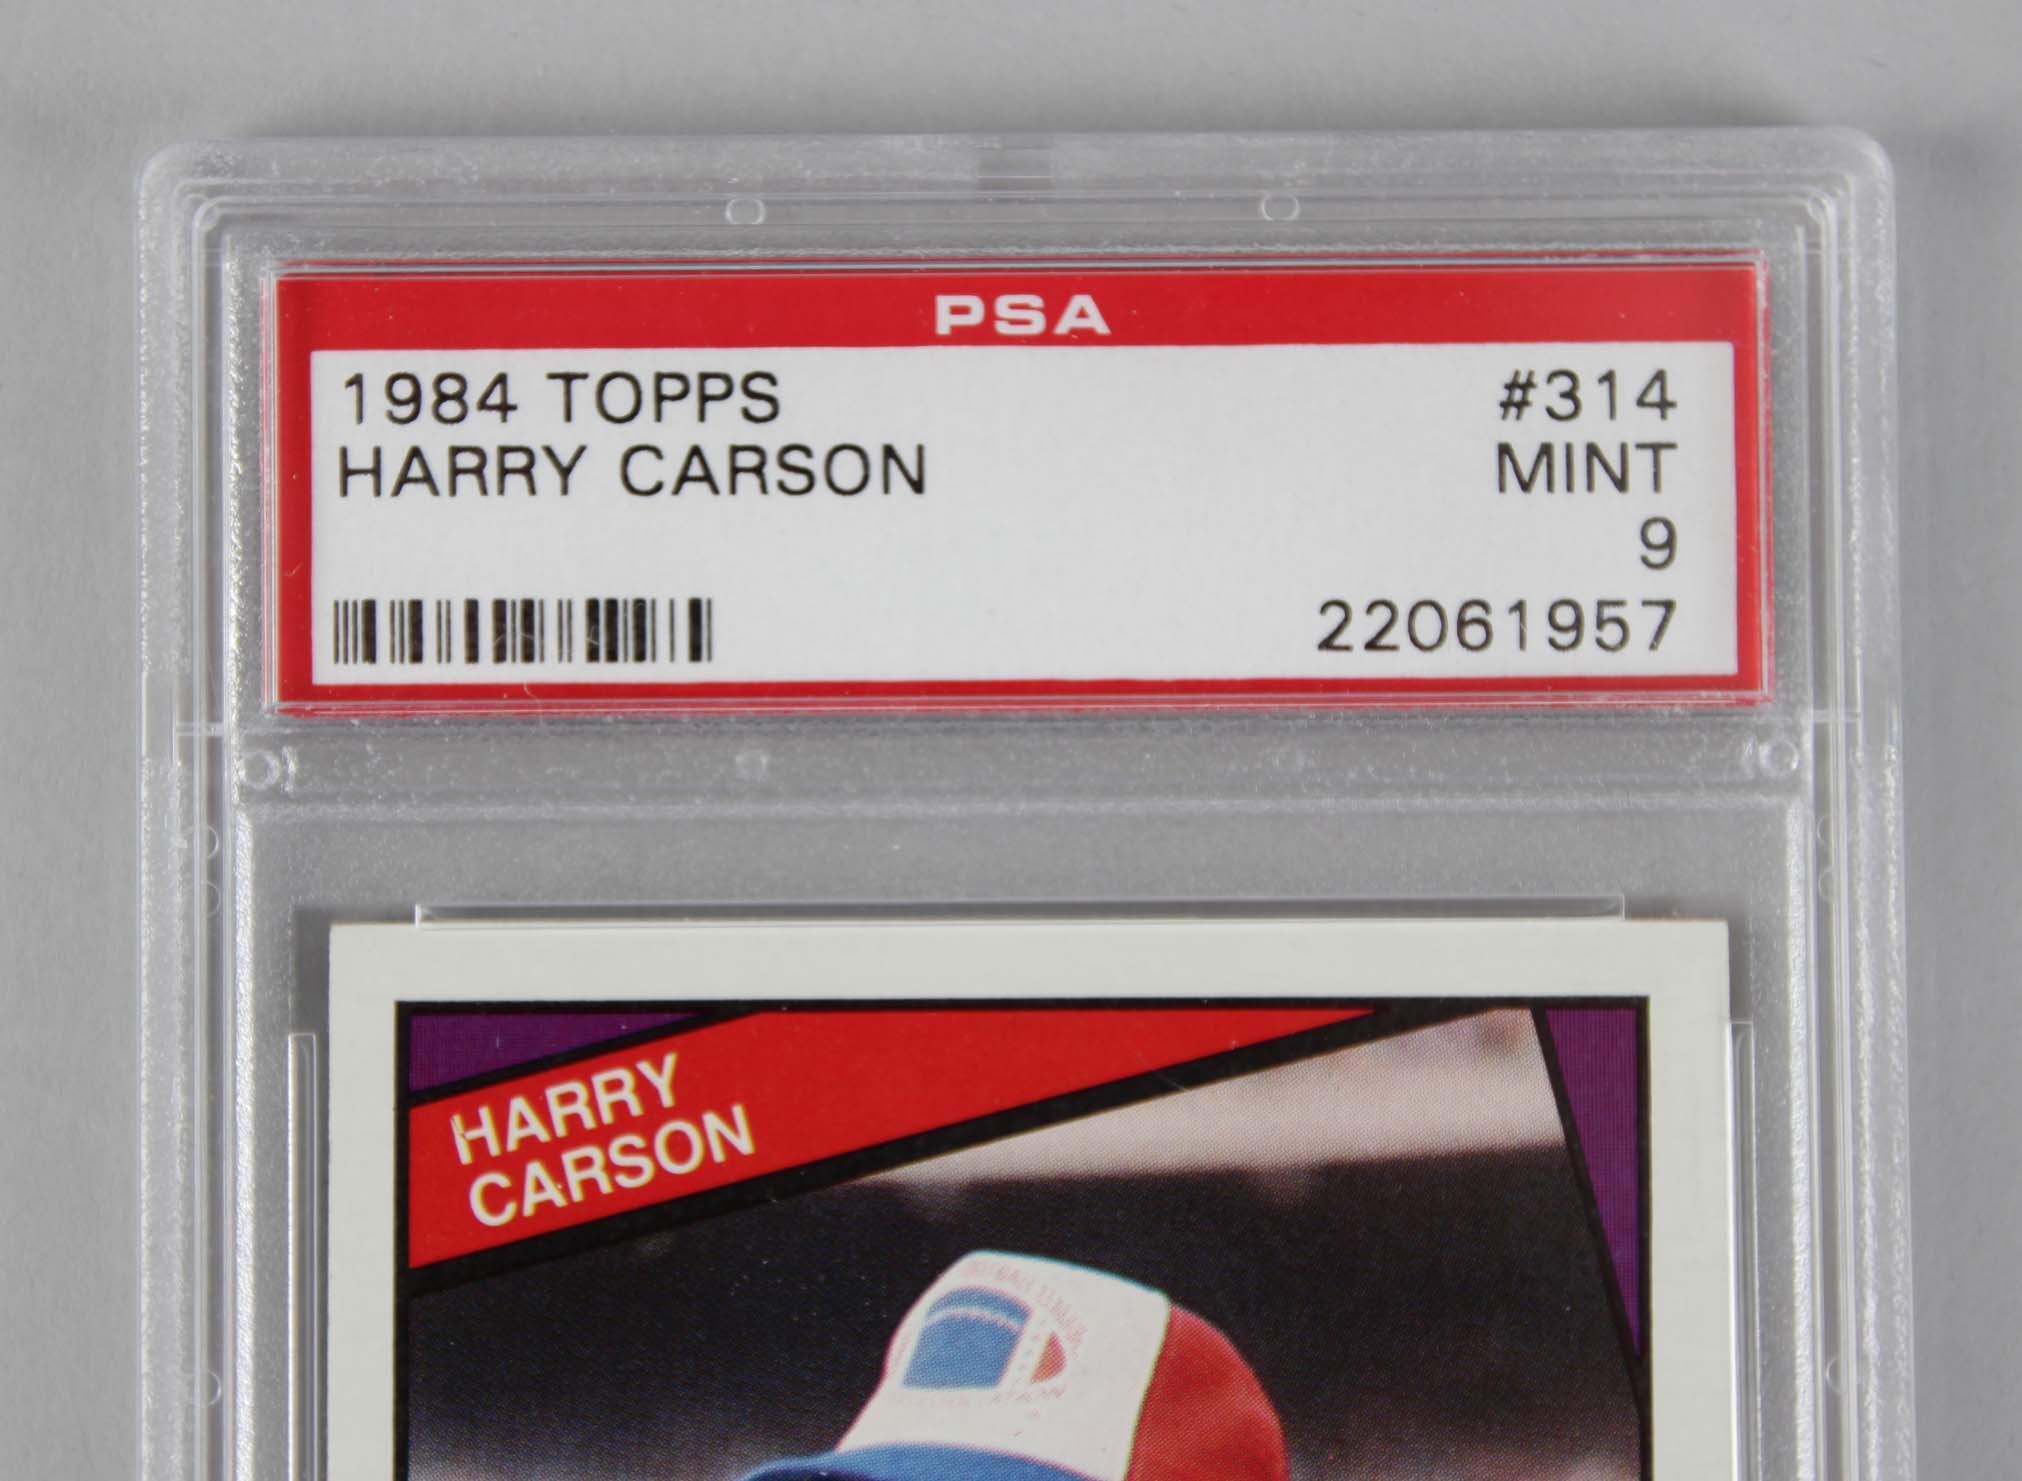 PSA
1984 TOPPS #314
HARRY CARSON MINT
9
22061957
HARRY
CARSON